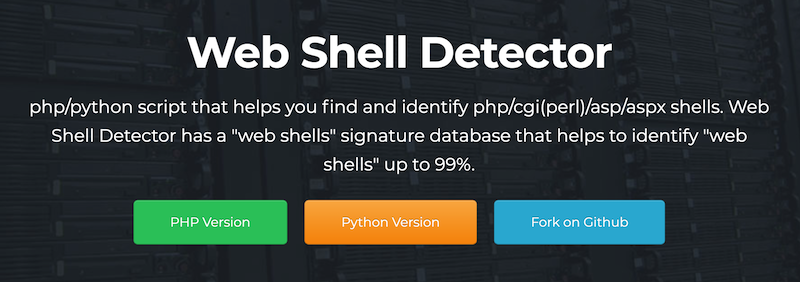 Web Shell Detector
php/python script that helps you find and identify php/cgi(perl)/asp/aspx shells. Web
Shell Detector has a "web shells" signature database that helps to identify "web
shells" up to 99%.
PHP Version
Python Version
Fork on Github